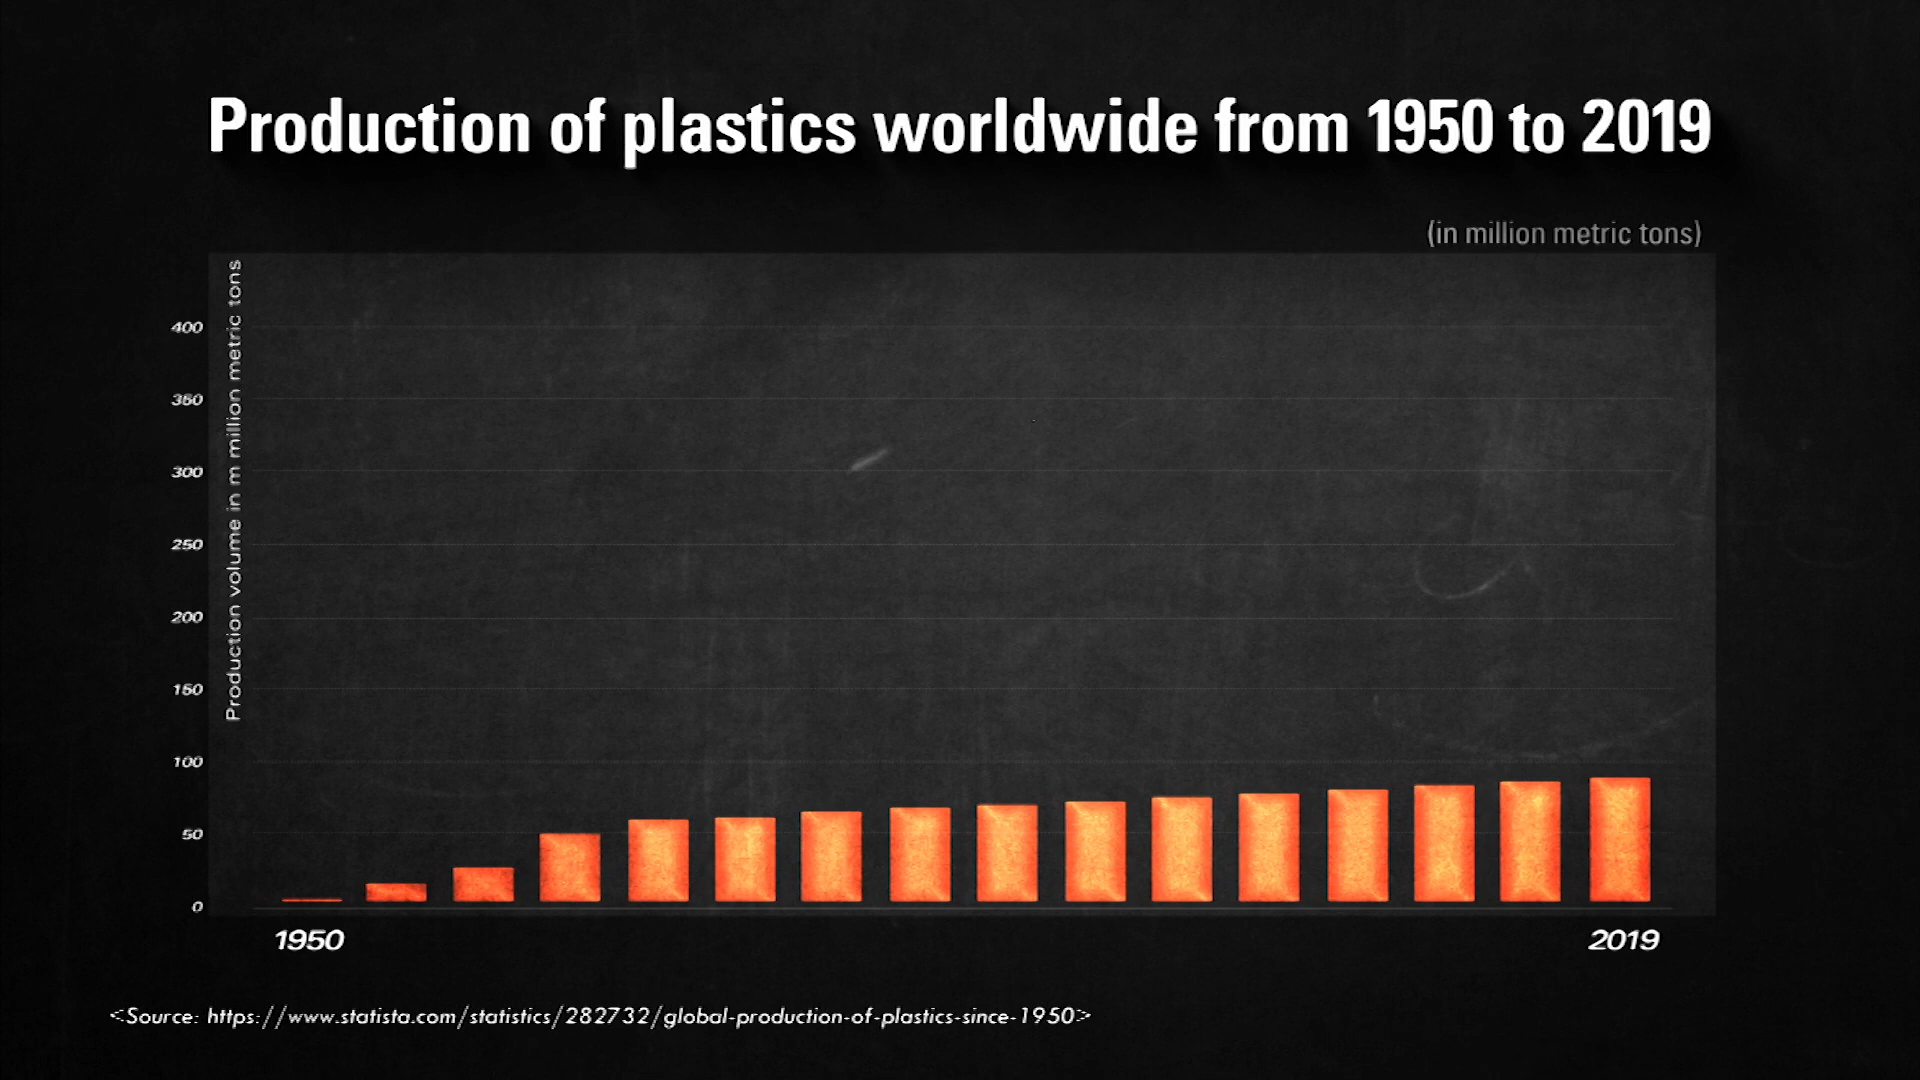 Production of plastics worldwide from 1950 to 2019
(in million metric tons)
Production volume in m million metric tons
400
350
300
250
200
150
100
50
0
1950
2019
<Source: https://www.statista.com/statistics/282732/global-production-of-plastics-since-1950>